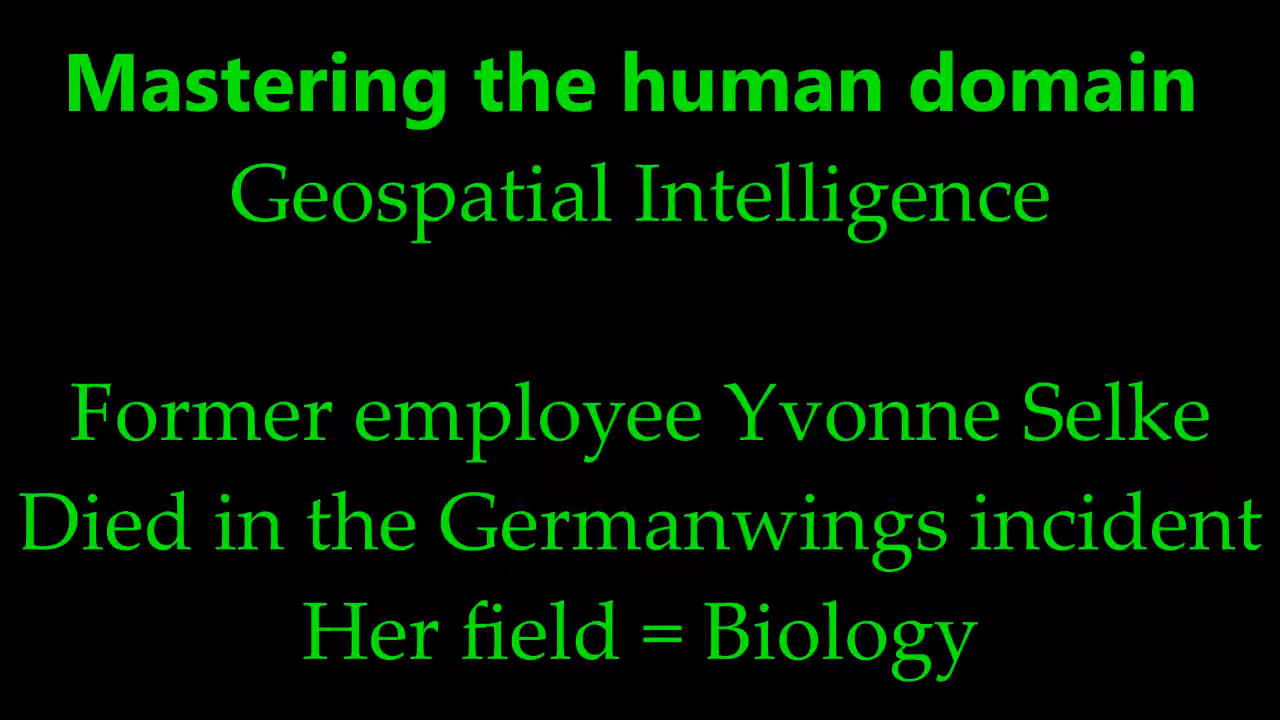 Mastering the human domain
Geospatial Intelligence
Former employee Yvonne Selke
Died in the Germanwings incident
Her field = Biology